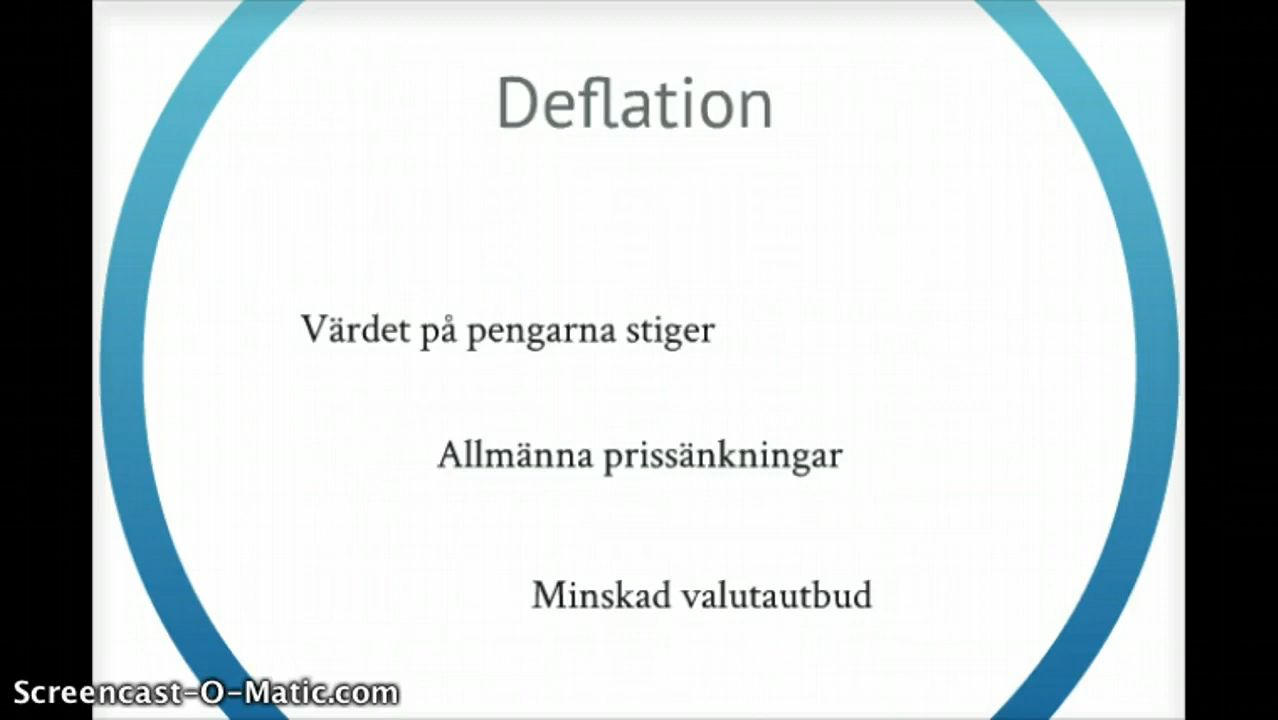 Deflation
Värdet på pengarna stiger
Allmänna prissänkningar
Minskad valutautbud
Screencast-O-Matic.com